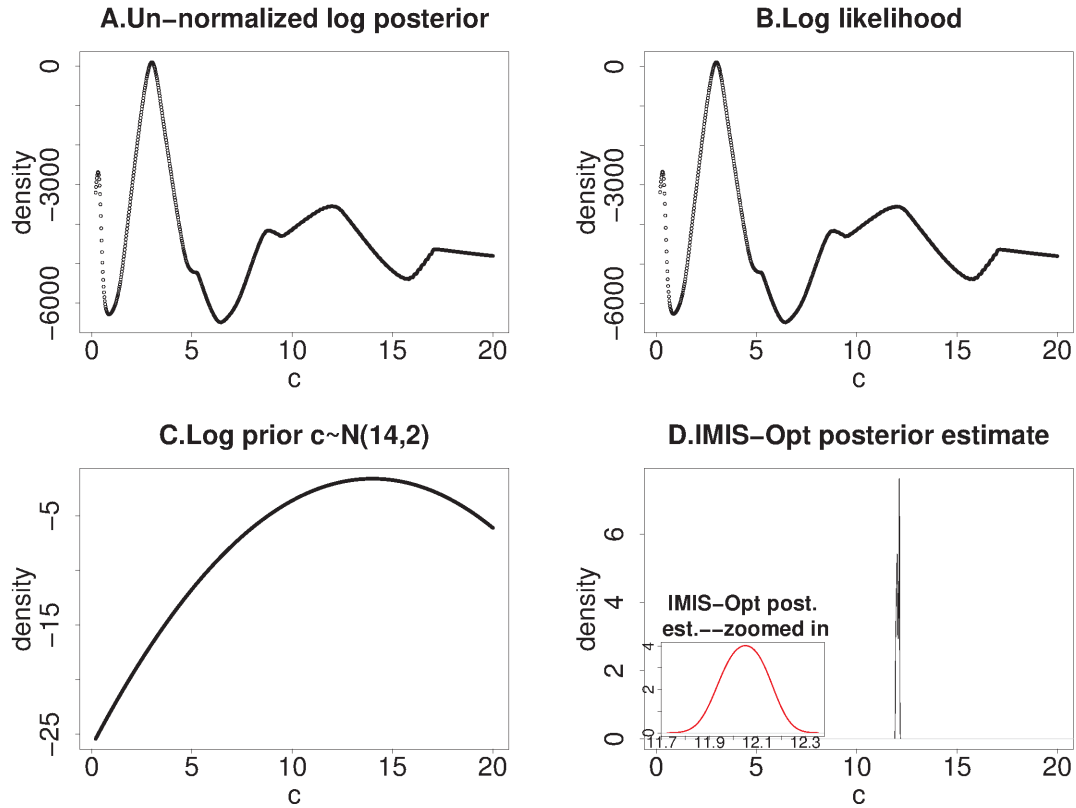 A.Un−normalized log posterior
density
0
−3000
−6000
0 5 10 15 20
c
B.Log likelihood
density
0
−3000
−6000
0 5 10 15 20
c
C.Log prior c~N(14,2)
density
−5
−15
−25
0 5 10 15 20
c
D.IMIS−Opt posterior estimate
density
6
4
2
0
IMIS−Opt post.
est.−−zoomed in
4
2
0
11.7 11.9 12.1 12.3
0 5 10 15 20
c